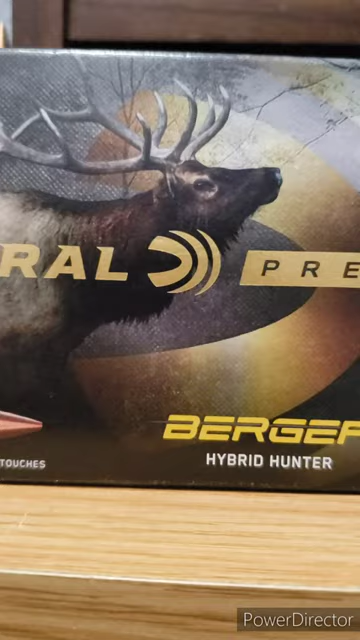 RAL PRE
BERGER
HYBRID HUNTER
TOUCHES
PowerDirector